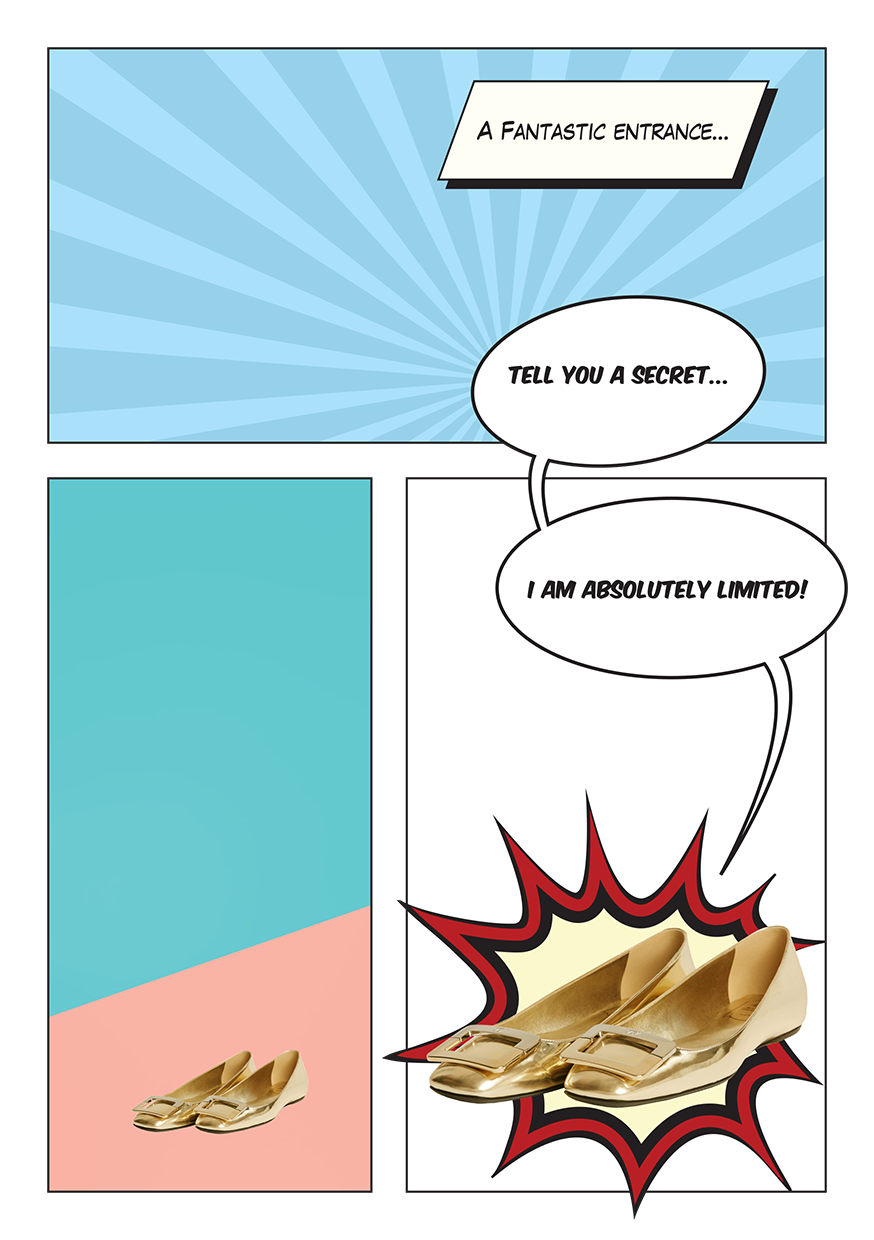 A Fantastic entrance...
TELL YOU A SECRET...
I AM ABSOLUTELY LIMITED!